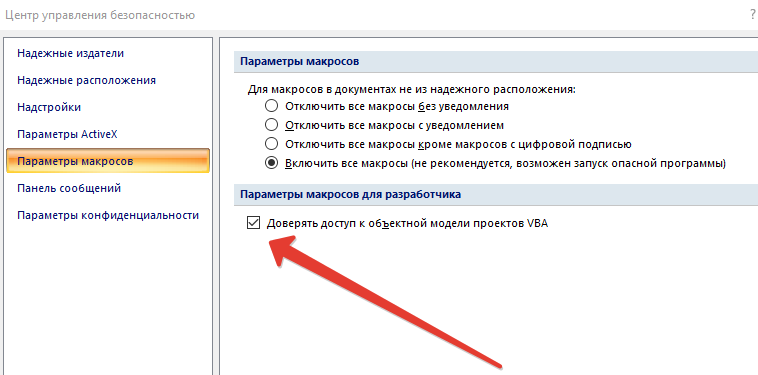 Центр управления безопасностью
?
Надежные издатели
Надежные расположения
Надстройки
Параметры ActiveX
Параметры макросов
Панель сообщений
Параметры конфиденциальности
Параметры макросов
Для макросов в документах не из надежного расположения:
Отключить все макросы без уведомления
Отключить все макросы с уведомлением
Отключить все макросы кроме макросов с цифровой подписью
Включить все макросы (не рекомендуется, возможен запуск опасной программы)
Параметры макросов для разработчика
Доверять доступ к объектной модели проектов VBA